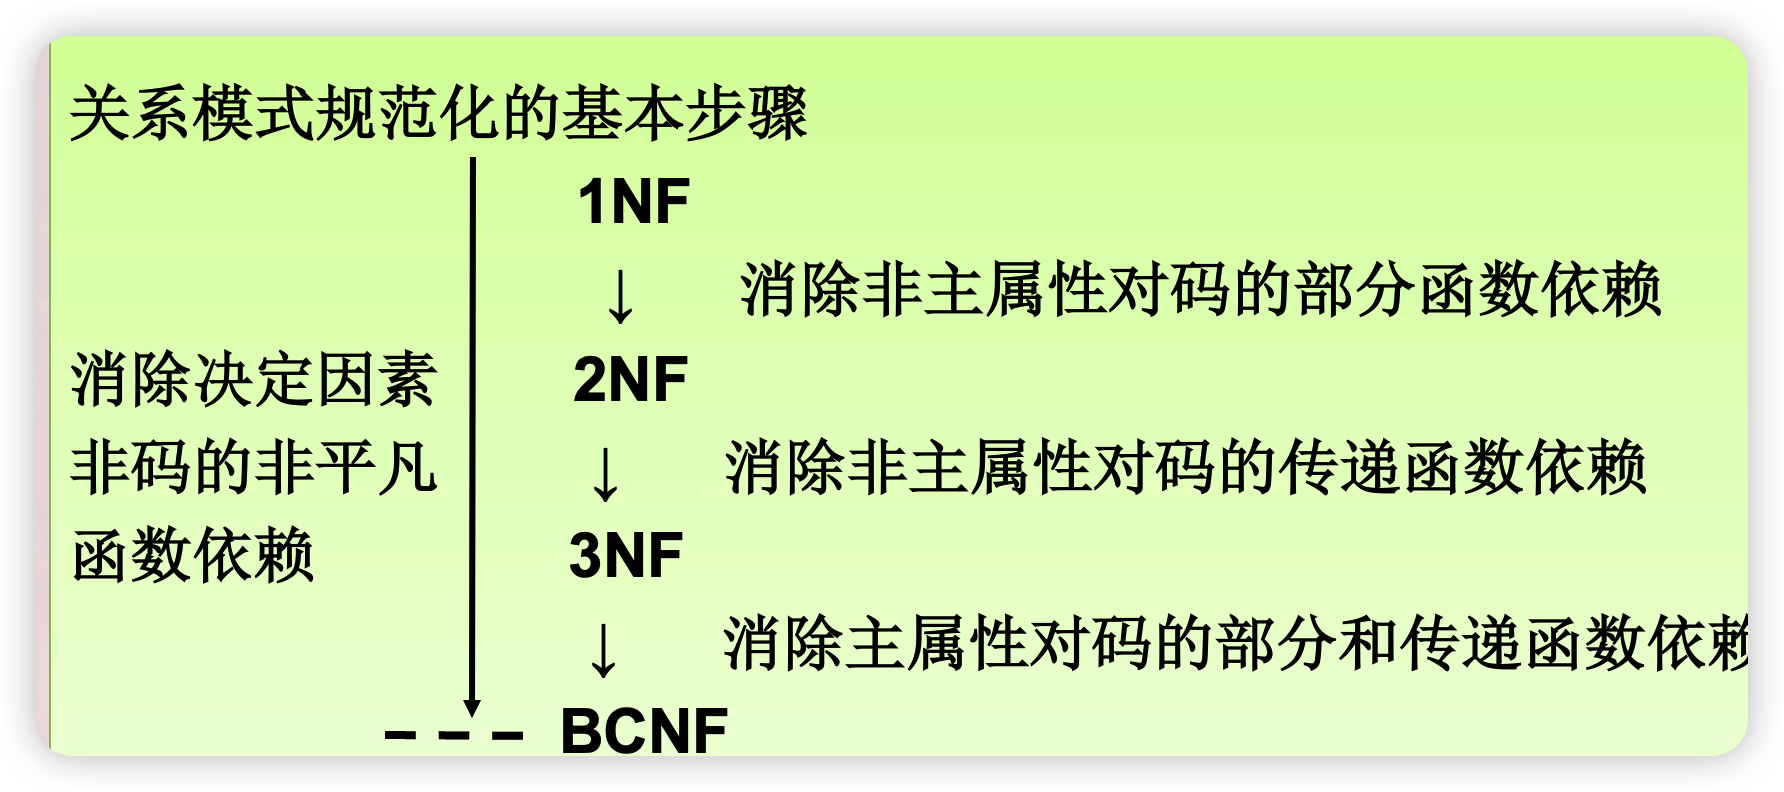 关系模式规范化的基本步骤
1NF
↓ 消除非主属性对码的部分函数依赖
消除决定因素 2NF
非码的非平凡 ↓ 消除非主属性对码的传递函数依赖
函数依赖 3NF
↓ 消除主属性对码的部分和传递函数依赖
BCNF